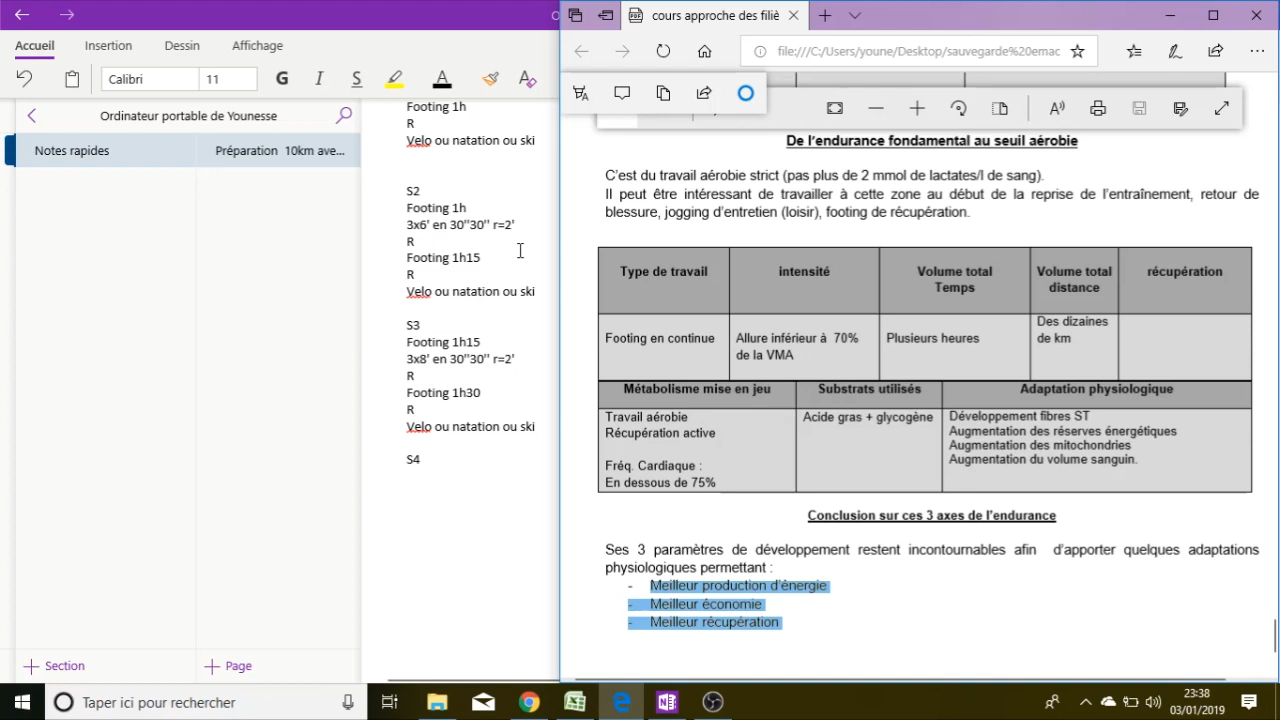 cours approche des filiè
Accueil Insertion Dessin Affichage
file:///C:/Users/youne/Desktop/sauvegarde%20emac
Calibri 11 G I S A
Ordinateur portable de Younesse
Notes rapides
Préparation 10km ave...
Footing 1h
R
Velo ou natation ou ski
S2
Footing 1h
3x6' en 30''30'' r=2'
R
Footing 1h15
R
Velo ou natation ou ski
S3
Footing 1h15
3x8' en 30''30'' r=2'
R
Footing 1h30
R
Velo ou natation ou ski
S4
Section
Page
De l'endurance fondamental au seuil aérobie
C'est du travail aérobie strict (pas plus de 2 mmol de lactates/l de sang).
Il peut être intéressant de travailler à cette zone au début de la reprise de l'entraînement, retour de
blessure, jogging d'entretien (loisir), footing de récupération.
Type de travail
intensité
Volume total
Temps
Volume total
distance
récupération
Footing en continue
Allure inférieur à 70%
de la VMA
Plusieurs heures
Des dizaines
de km
Métabolisme mise en jeu
Substrats utilisés
Adaptation physiologique
Travail aérobie
Récupération active
Fréq. Cardiaque :
En dessous de 75%
Acide gras + glycogène
Développement fibres ST
Augmentation des réserves énergétiques
Augmentation des mitochondries
Augmentation du volume sanguin.
Conclusion sur ces 3 axes de l'endurance
Ses 3 paramètres de développement restent incontournables afin d'apporter quelques adaptations
physiologiques permettant :
- Meilleur production d'énergie
- Meilleur économie
- Meilleur récupération
Taper ici pour rechercher
23:38
03/01/2019